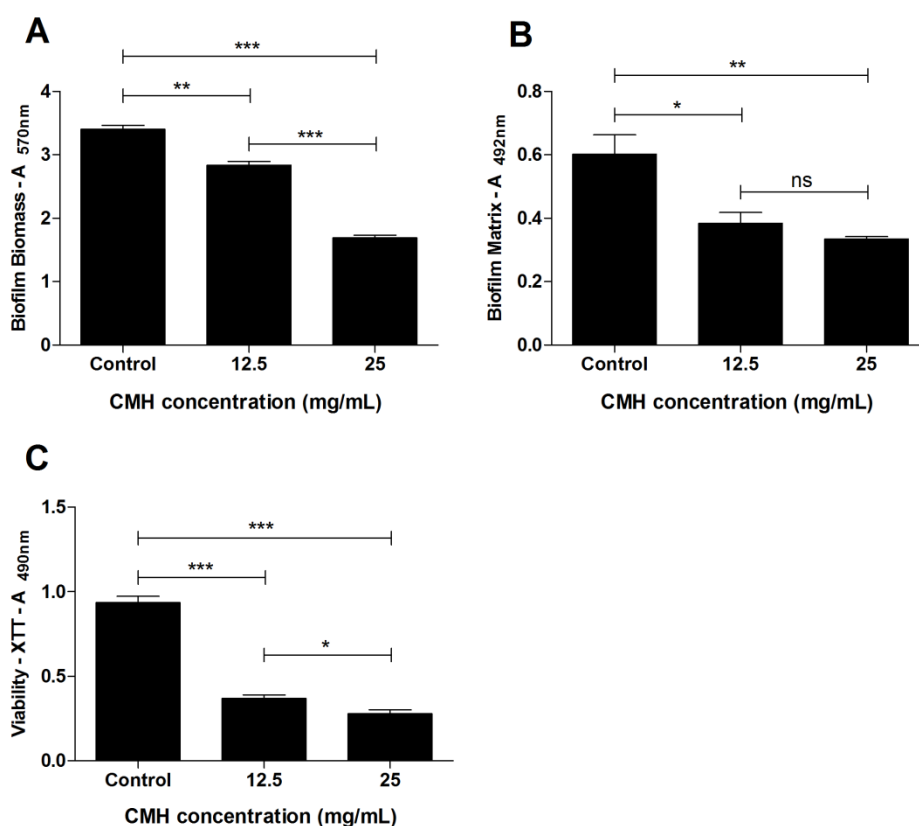 A
***
**
***
4
3
2
1
0
Biofilm Biomass - A 570nm
Control 12.5 25
CMH concentration (mg/mL)
B
**
*
ns
0.8
0.6
0.4
0.2
0.0
Biofilm Matrix - A 492nm
Control 12.5 25
CMH concentration (mg/mL)
C
***
***
*
1.5
1.0
0.5
0.0
Viability - XTT - A 490nm
Control 12.5 25
CMH concentration (mg/mL)